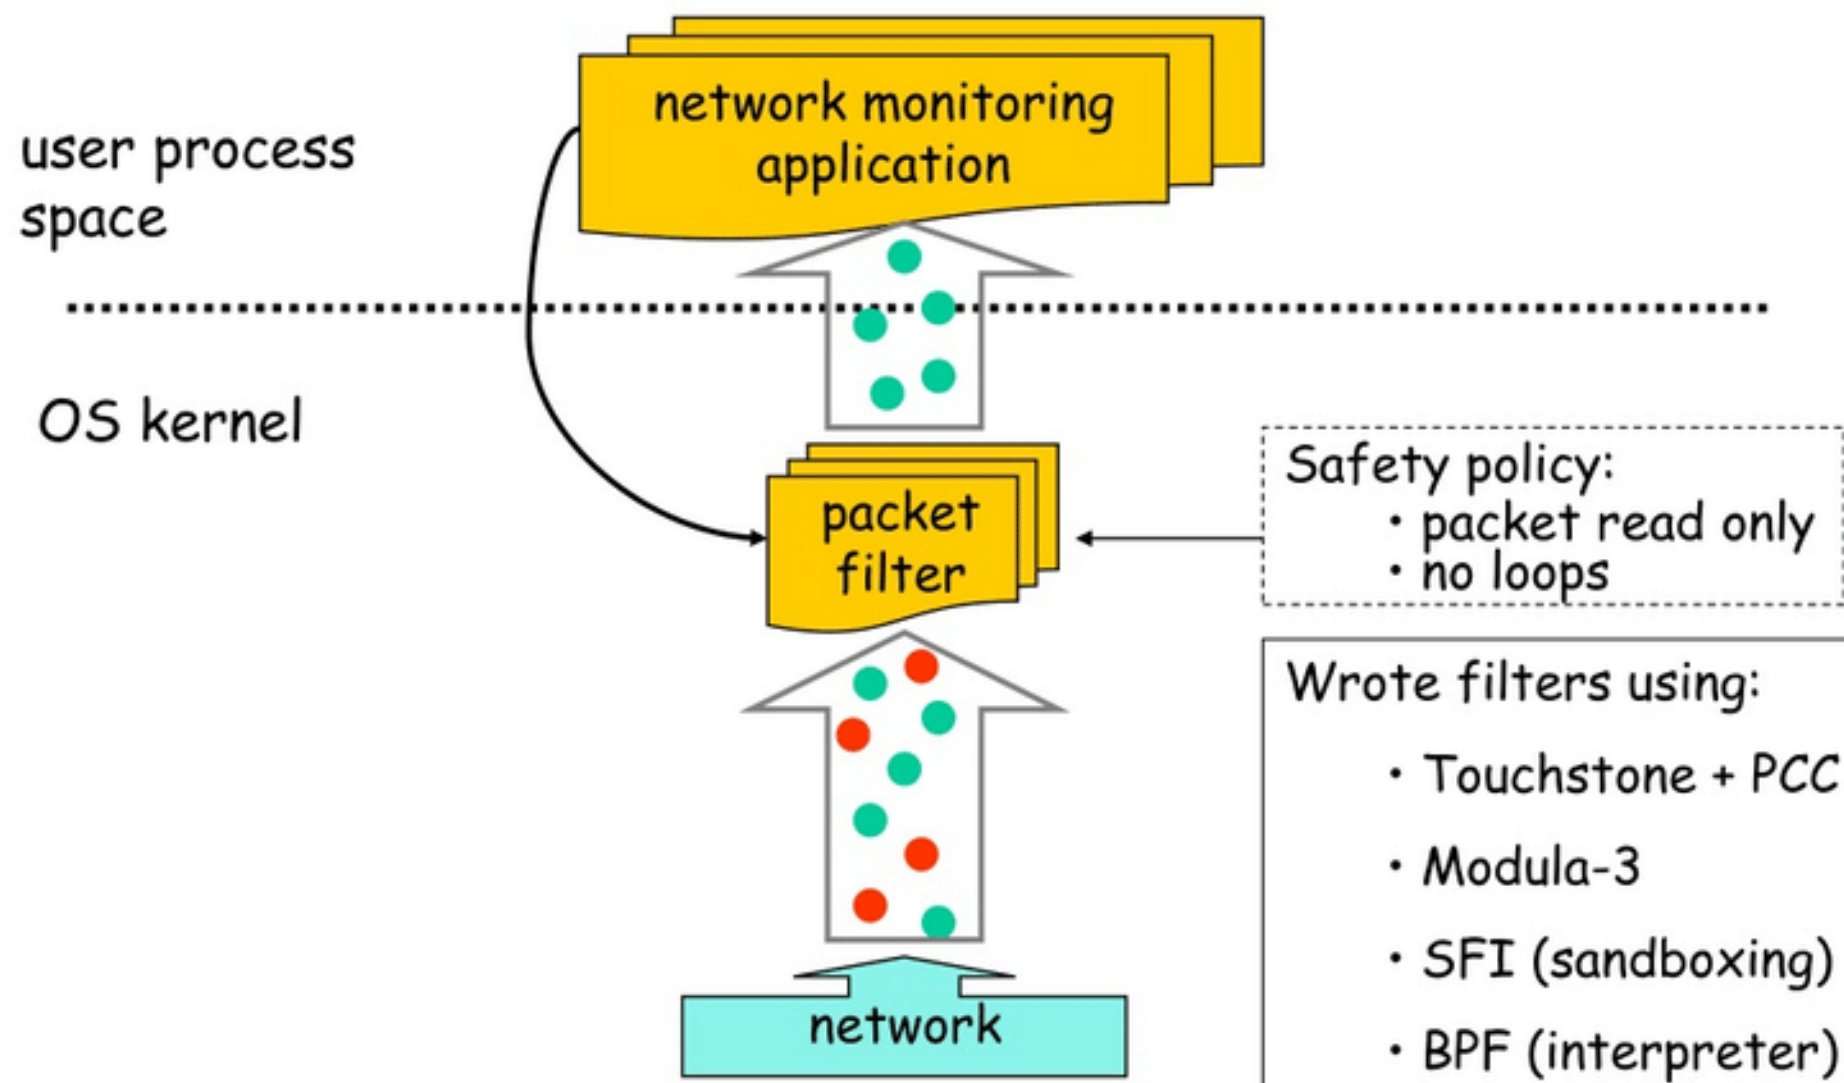 network monitoring
application
user process
space
OS kernel
packet
filter
Safety policy:
• packet read only
• no loops
Wrote filters using:
• Touchstone + PCC
• Modula-3
• SFI (sandboxing)
• BPF (interpreter)
network